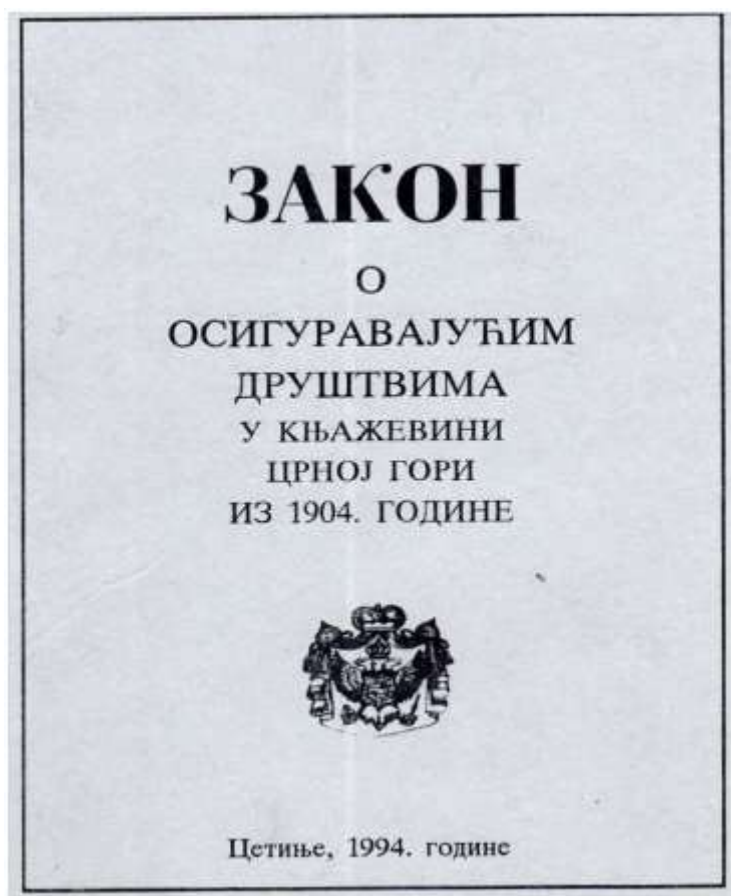 ЗАКОН
О
ОСИГУРАВАЈУЋИМ
ДРУШТВИМА
У КЊАЖЕВИНИ
ЦРНОЈ ГОРИ
ИЗ 1904. ГОДИНЕ
Цетиње, 1994. године